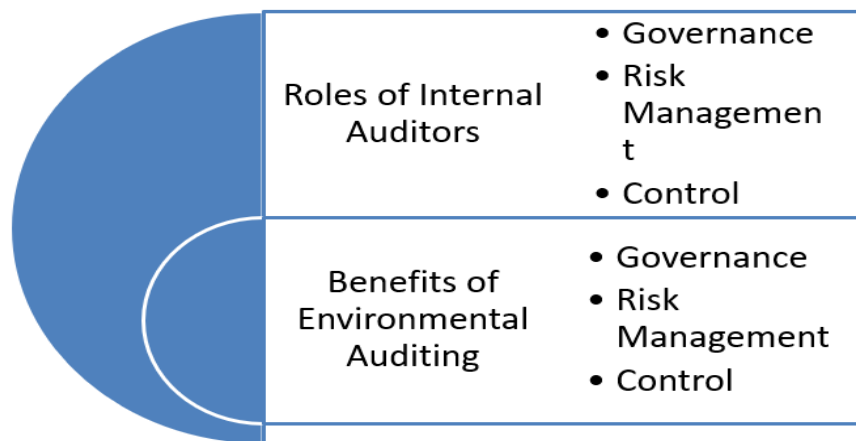 Roles of Internal
Auditors
• Governance
• Risk
Managemen
t
• Control
Benefits of
Environmental
Auditing
• Governance
• Risk
Management
• Control